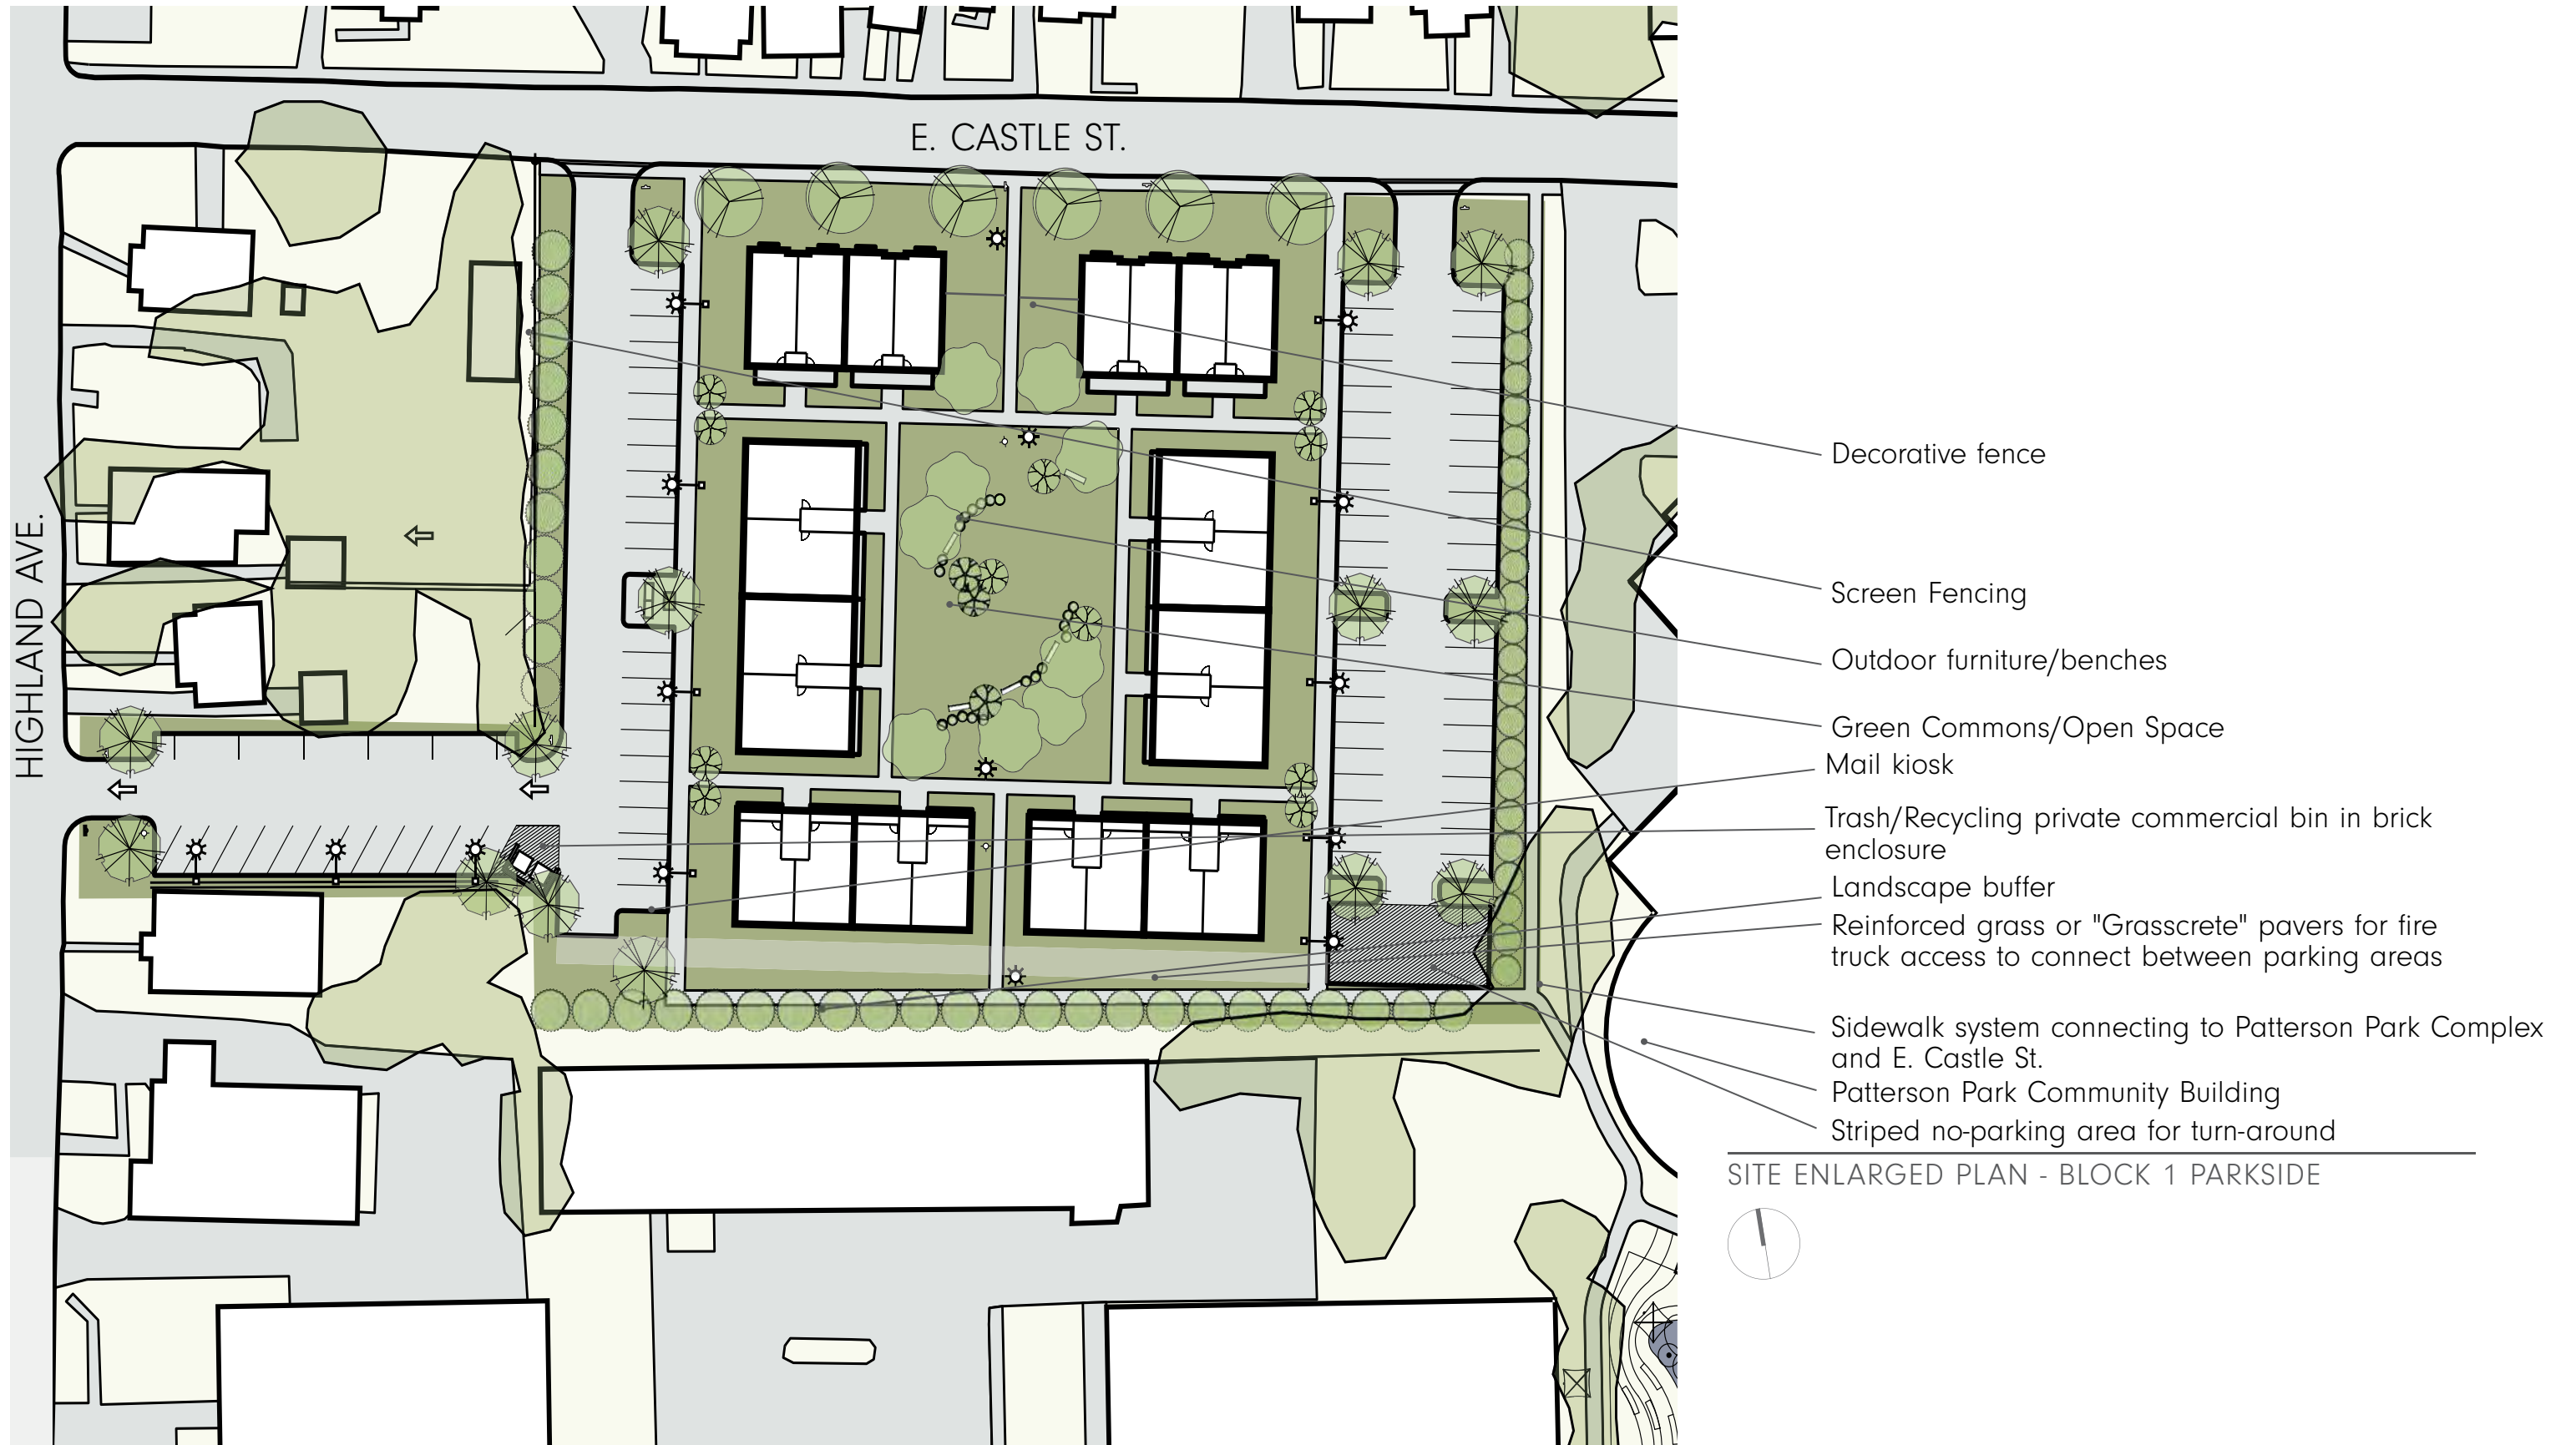 E. CASTLE ST.
HIGHLAND AVE.
Decorative fence
Screen Fencing
Outdoor furniture/benches
Green Commons/Open Space
Mail kiosk
Trash/Recycling private commercial bin in brick
enclosure
Landscape buffer
Reinforced grass or "Grasscrete" pavers for fire
truck access to connect between parking areas
Sidewalk system connecting to Patterson Park Complex
and E. Castle St.
Patterson Park Community Building
Striped no-parking area for turn-around
SITE ENLARGED PLAN - BLOCK 1 PARKSIDE